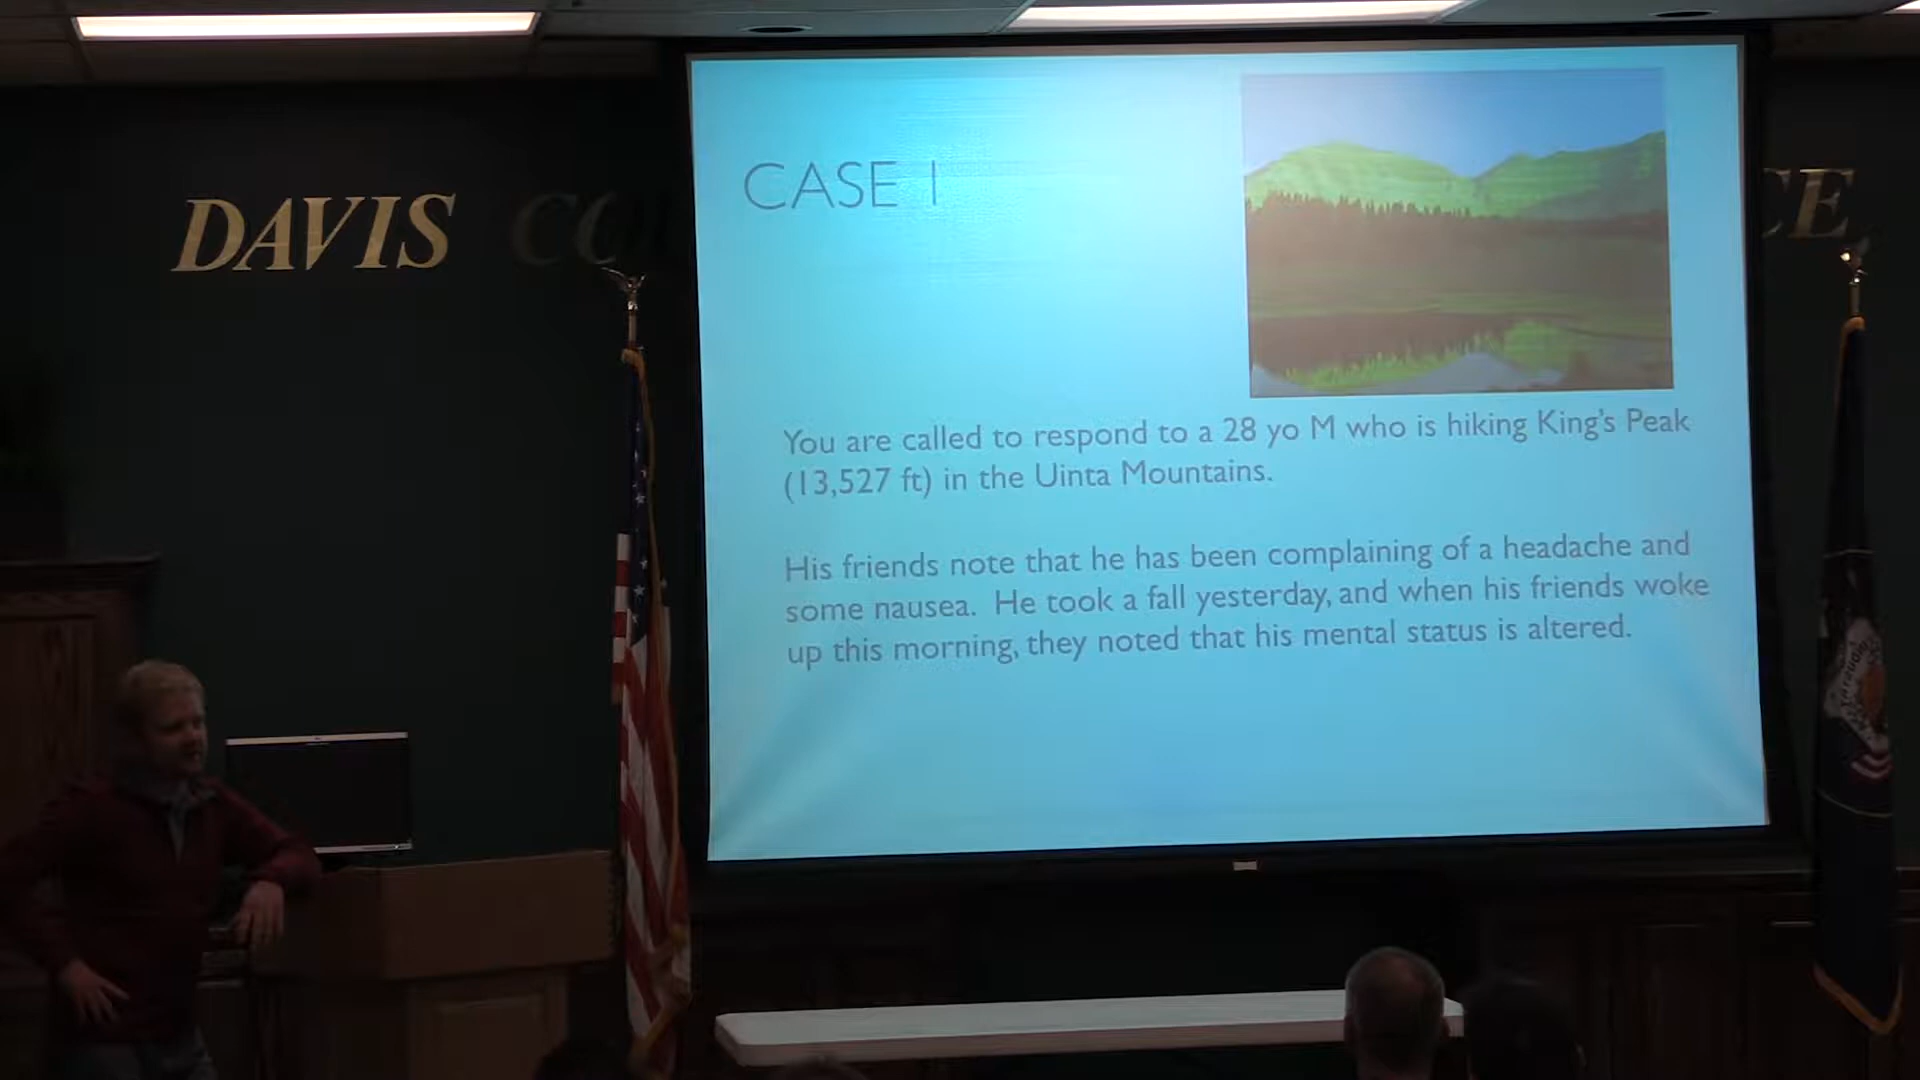 DAVIS CO
CE
CASE 1
You are called to respond to a 28 yo M who is hiking King's Peak
(13,527 ft) in the Uinta Mountains.
His friends note that he has been complaining of a headache and
some nausea. He took a fall yesterday, and when his friends woke
up this morning, they noted that his mental status is altered.